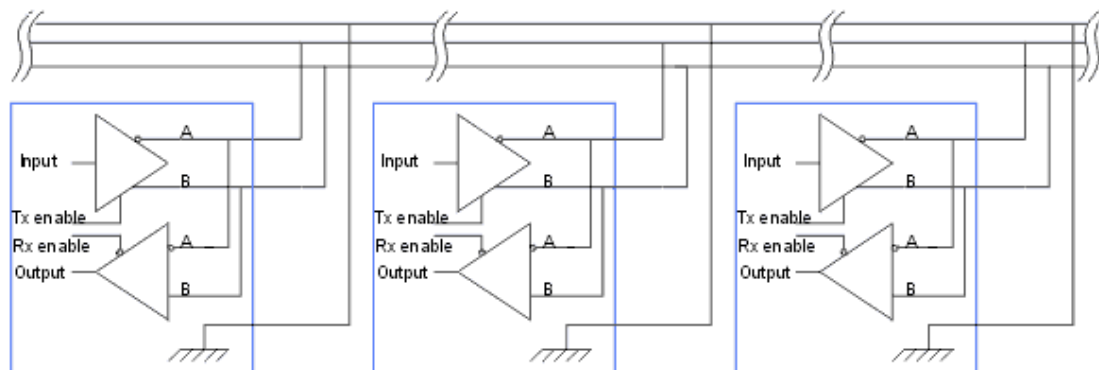 A A A
Input Input Input
B B B
Tx enable Tx enable Tx enable
Rx enable A Rx enable A Rx enable A
Output Output Output
B B B